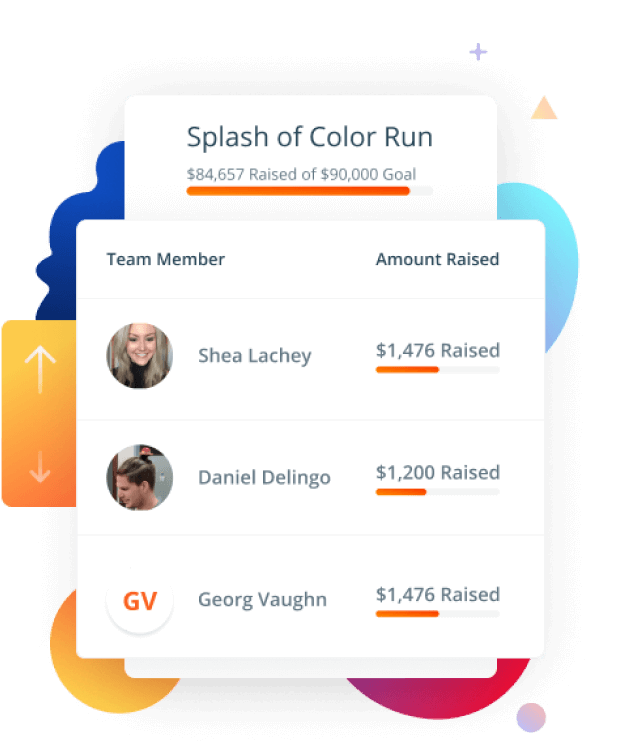 Splash of Color Run
$84,657 Raised of $90,000 Goal
Team Member Amount Raised
Shea Lachey $1,476 Raised
Daniel Delingo $1,200 Raised
GV Georg Vaughn $1,476 Raised